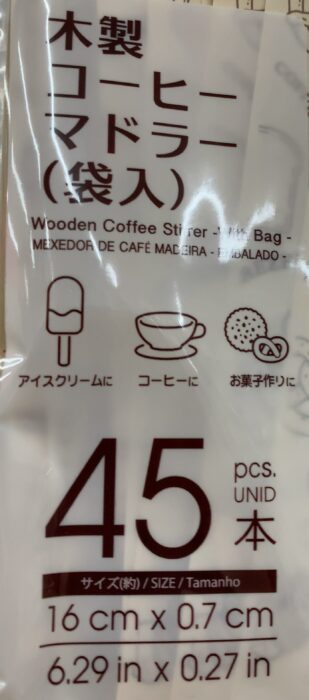 木製
コーヒー
マドラー
(袋入)
Wooden Coffee Stirrer -With Bag -
MEXEDOR DE CAFÉ MADEIRA - EMBALADO -
アイスクリームに
コーヒーに
お菓子作りに
45
pcs.
UNID
本
サイズ(約) / SIZE / Tamanho
16 cm x 0.7 cm
6.29 in x 0.27 in